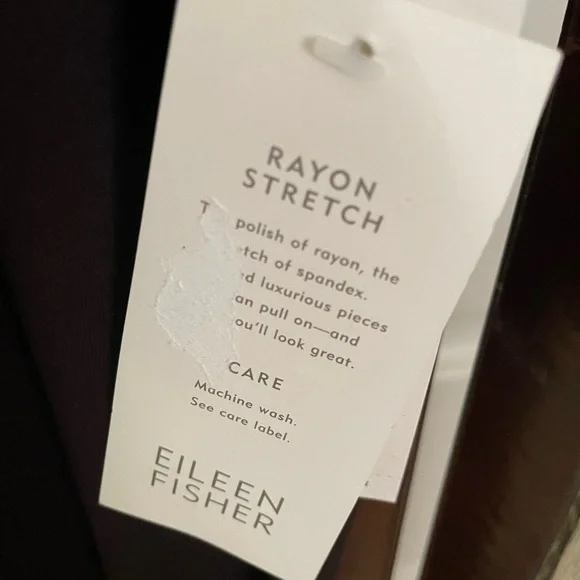 RAYON
STRETCH
polish of rayon, the
tch of spandex.
d luxurious pieces
an pull on—and
ou'll look great.
CARE
Machine wash.
See care label.
EILEEN
FISHER